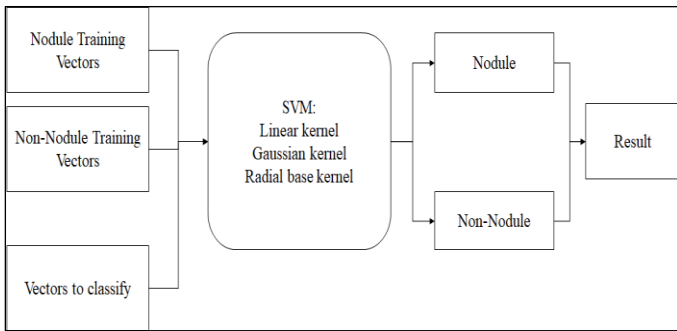 Nodule Training
Vectors
Non-Nodule Training
Vectors
Vectors to classify
SVM:
Linear kernel
Gaussian kernel
Radial base kernel
Nodule
Non-Nodule
Result